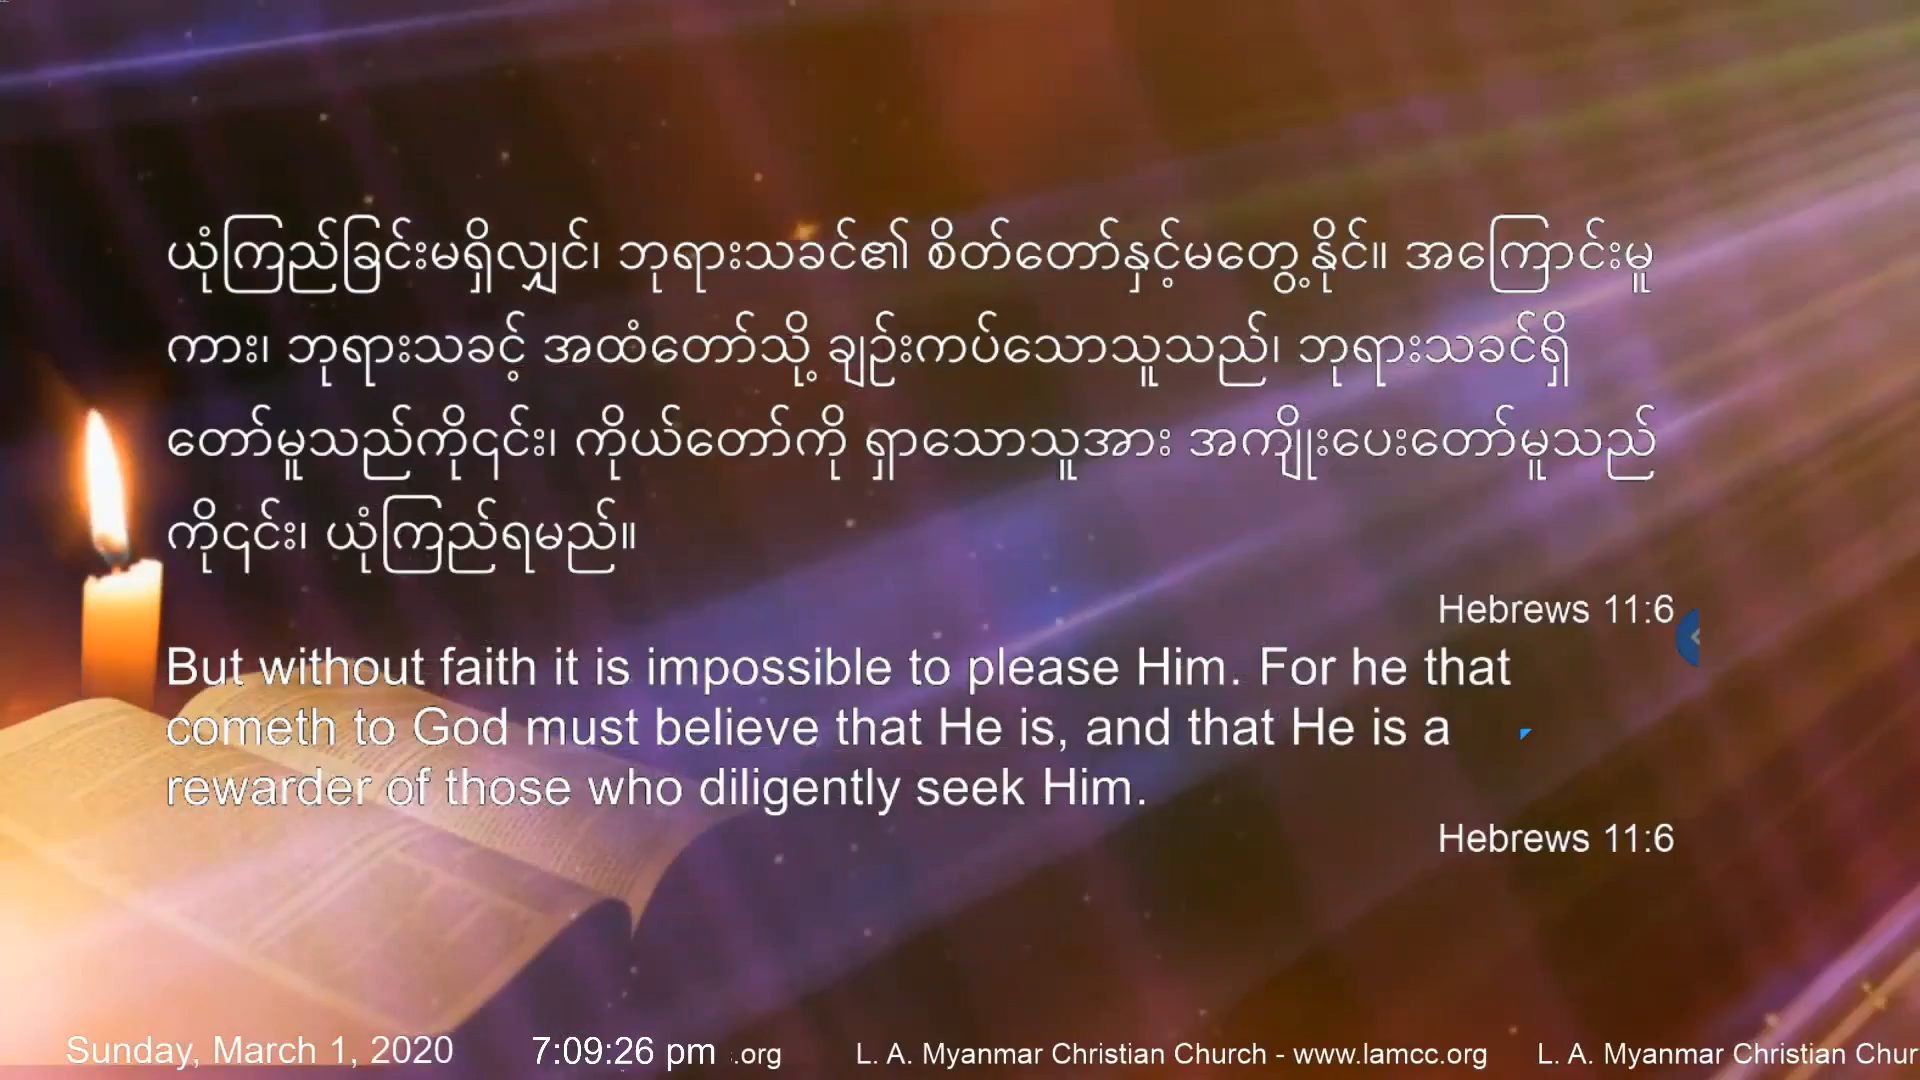 ယုံကြည်ခြင်းမရှိလျှင်၊ ဘုရားသခင်၏ စိတ်တော်နှင့်မတွေ့နိုင်။ အကြောင်းမူ
ကား၊ ဘုရားသခင့် အထံတော်သို့ ချဉ်းကပ်သောသူသည်၊ ဘုရားသခင်ရှိ
တော်မူသည်ကို၎င်း၊ ကိုယ်တော်ကို ရှာသောသူအား အကျိုးပေးတော်မူသည်
ကို၎င်း၊ ယုံကြည်ရမည်။
Hebrews 11:6
But without faith it is impossible to please Him. For he that
cometh to God must believe that He is, and that He is a
rewarder of those who diligently seek Him.
Hebrews 11:6
Sunday, March 1, 2020 7:09:26 pm .org L. A. Myanmar Christian Church - www.lamcc.org L. A. Myanmar Christian Chur